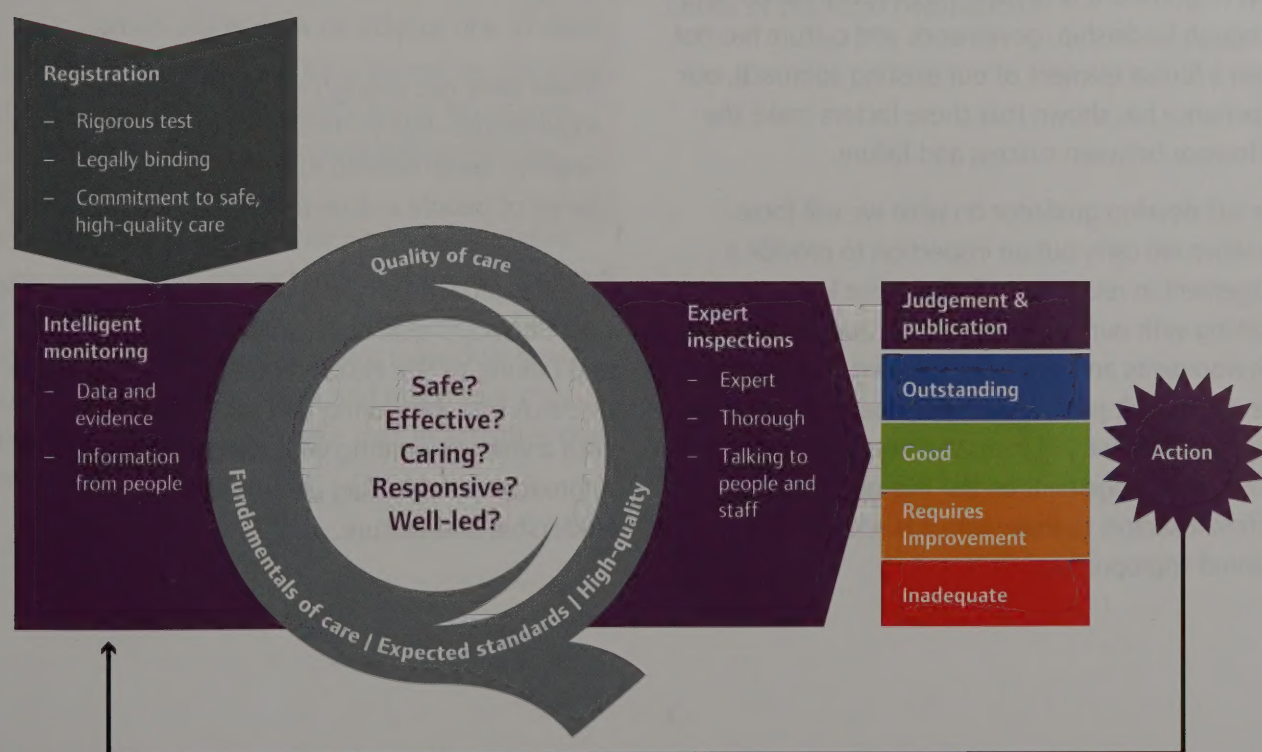 Registration
– Rigorous test
– Legally binding
– Commitment to safe,
high-quality care
Quality of care
Intelligent
monitoring
– Data and
evidence
– Information
from people
Safe?
Effective?
Caring?
Responsive?
Well-led?
Fundamentals of care | Expected standards | High-quality
Expert
inspections
– Expert
– Thorough
– Talking to
people and
staff
Judgement &
publication
Outstanding
Good
Requires
Improvement
Inadequate
Action